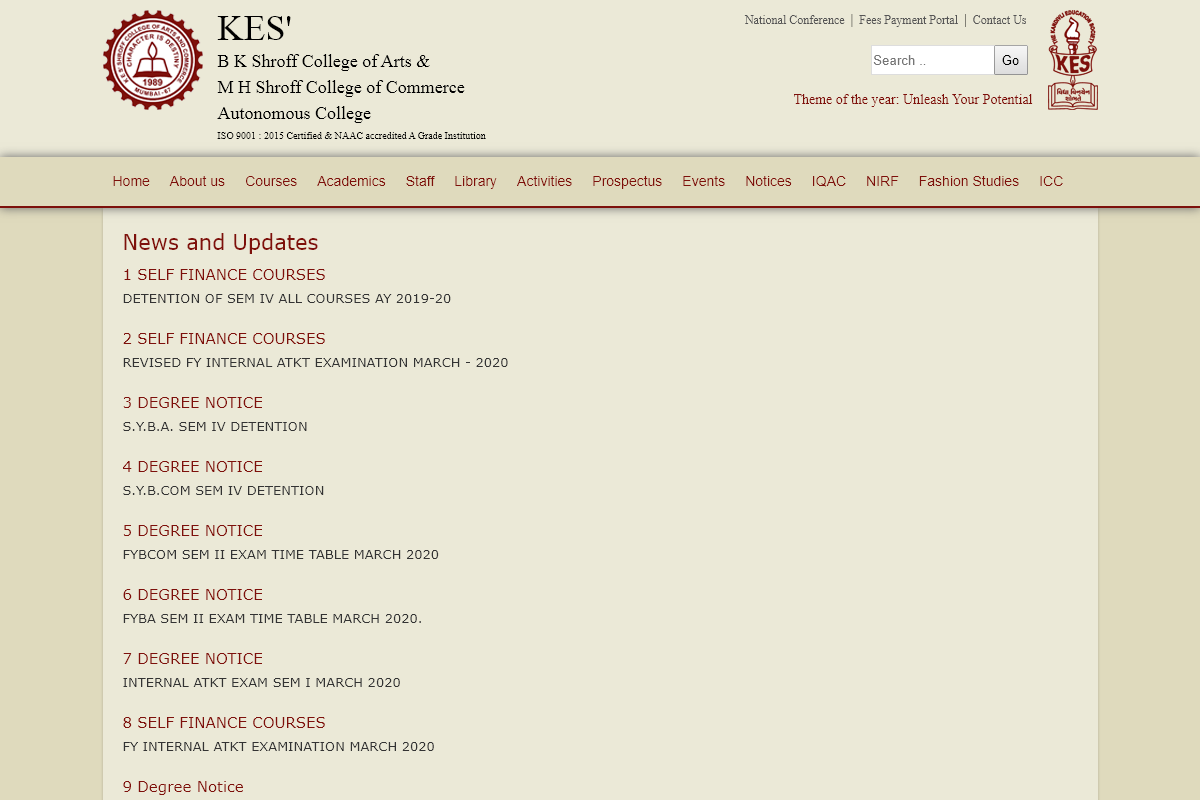 KES'
B K Shroff College of Arts &
M H Shroff College of Commerce
Autonomous College
ISO 9001 : 2015 Certified & NAAC accredited A Grade Institution
K.E.S' SHROFF COLLEGE OF ARTS AND COMMERCE
CHARACTER IS DESTINY
1989
MUMBAI-67
National Conference | Fees Payment Portal | Contact Us
Search .. Go
Theme of the year: Unleash Your Potential
THE KANDIVLI EDUCATION SOCIETY
KES
Home About us Courses Academics Staff Library Activities Prospectus Events Notices IQAC NIRF Fashion Studies ICC
News and Updates
1 SELF FINANCE COURSES
DETENTION OF SEM IV ALL COURSES AY 2019-20
2 SELF FINANCE COURSES
REVISED FY INTERNAL ATKT EXAMINATION MARCH - 2020
3 DEGREE NOTICE
S.Y.B.A. SEM IV DETENTION
4 DEGREE NOTICE
S.Y.B.COM SEM IV DETENTION
5 DEGREE NOTICE
FYBCOM SEM II EXAM TIME TABLE MARCH 2020
6 DEGREE NOTICE
FYBA SEM II EXAM TIME TABLE MARCH 2020.
7 DEGREE NOTICE
INTERNAL ATKT EXAM SEM I MARCH 2020
8 SELF FINANCE COURSES
FY INTERNAL ATKT EXAMINATION MARCH 2020
9 Degree Notice